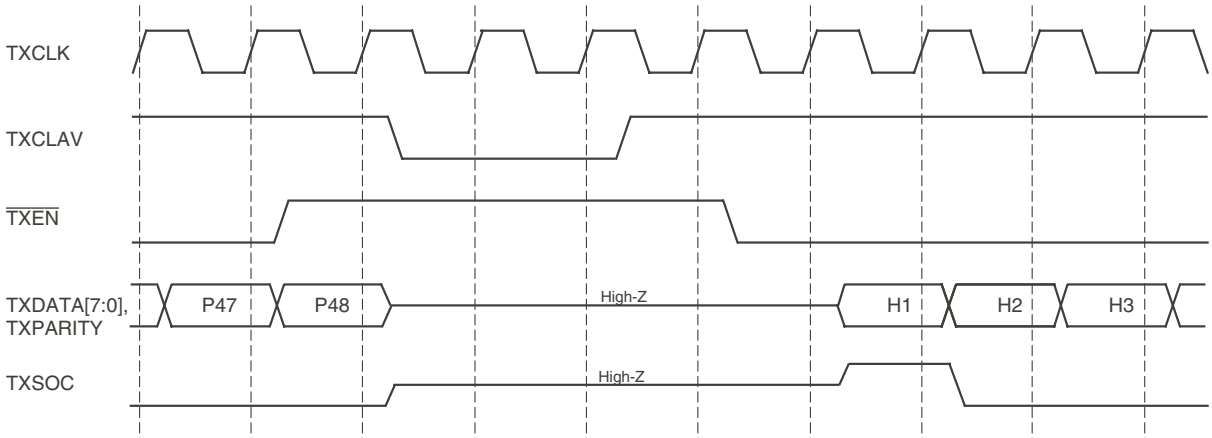 TXCLK
TXCLAV
TXEN
TXDATA[7:0],
TXPARITY
P47
P48
High-Z
H1
H2
H3
TXSOC
High-Z